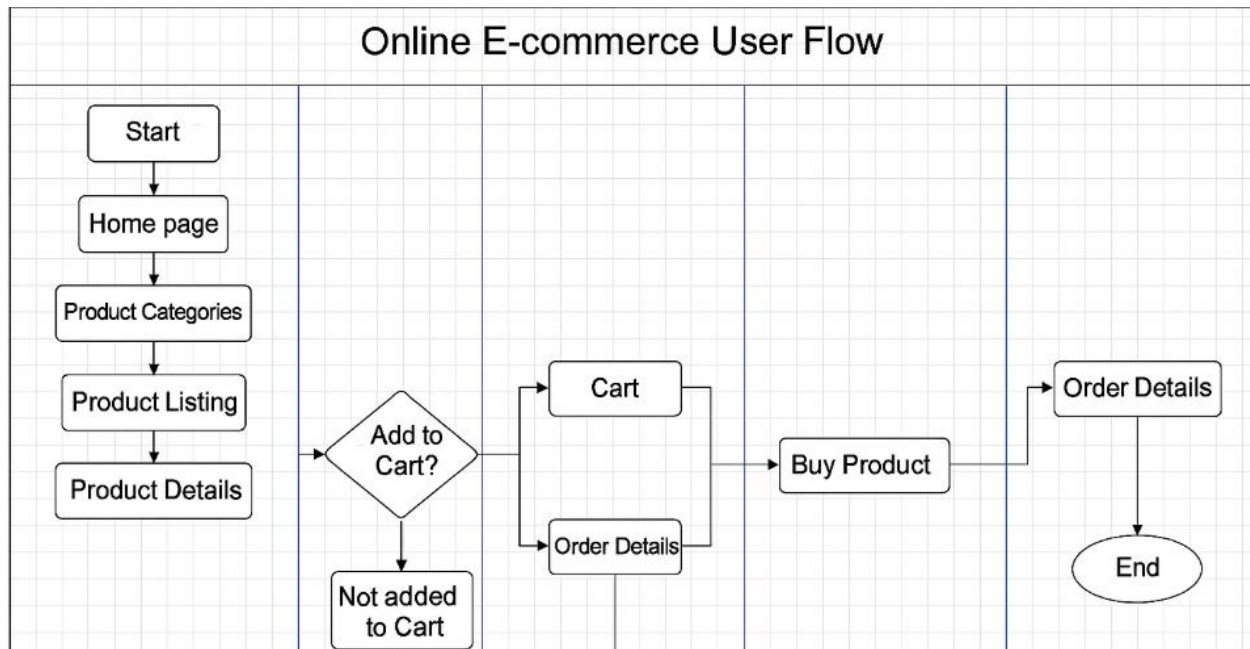 Online E-commerce User Flow
Start
Home page
Product Categories
Product Listing
Product Details
Add to
Cart?
Not added
to Cart
Cart
Order Details
Buy Product
Order Details
End